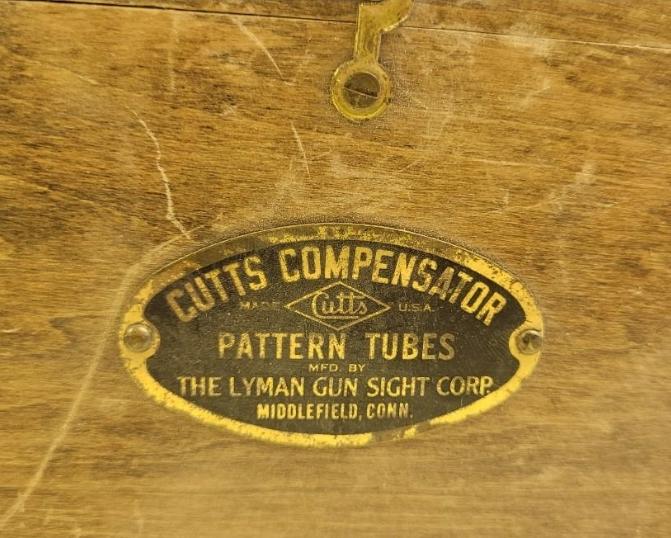 CUTTS COMPENSATOR
MADE Cutts U.S.A.
PATTERN TUBES
MFD. BY
THE LYMAN GUN SIGHT CORP.
MIDDLEFIELD, CONN.